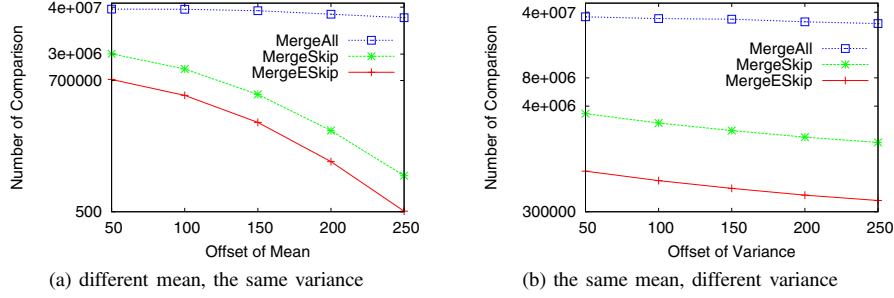 Number of Comparison
4e+007
3e+006
700000
500
MergeAll
MergeSkip
MergeESkip
50 100 150 200 250
Offset of Mean
(a) different mean, the same variance
Number of Comparison
4e+007
8e+006
4e+006
300000
MergeAll
MergeSkip
MergeESkip
50 100 150 200 250
Offset of Variance
(b) the same mean, different variance